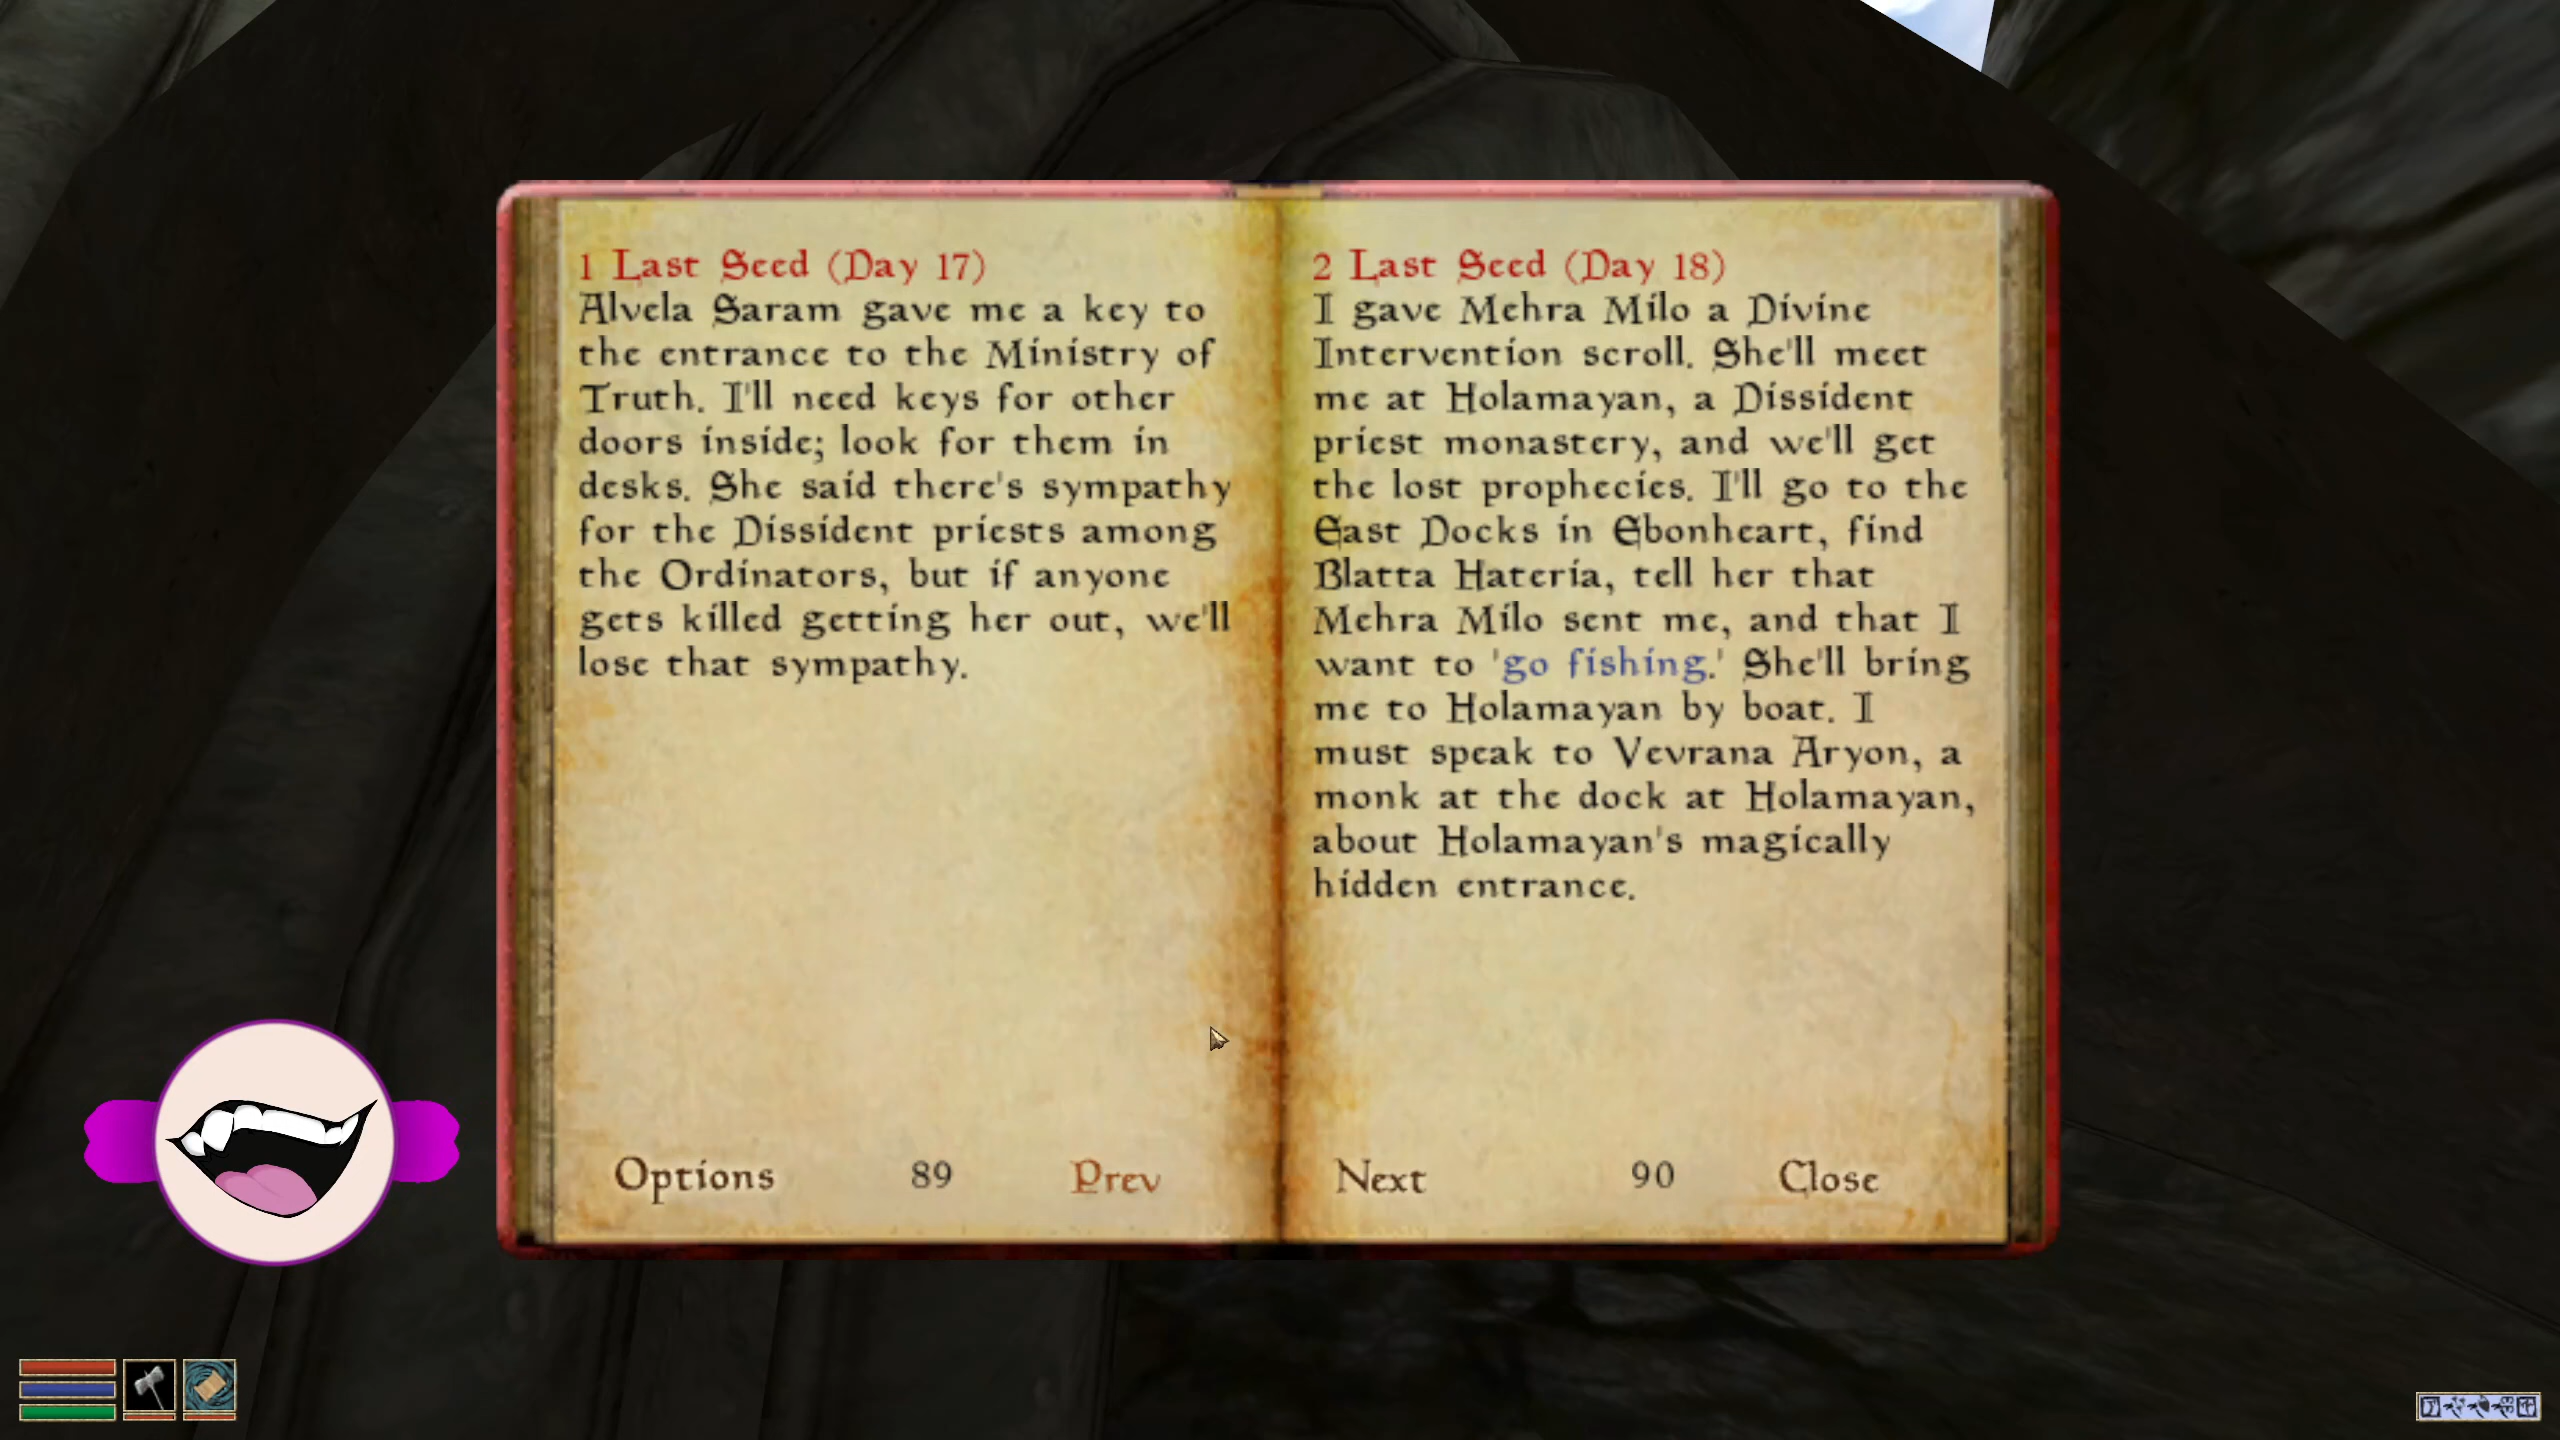 1 Last Seed (Day 17)
Alvela Saram gave me a key to
the entrance to the Ministry of
Truth. I'll need keys for other
doors inside; look for them in
desks. She said there's sympathy
for the Dissident priests among
the Ordinators, but if anyone
gets killed getting her out, we'll
lose that sympathy.
Options
89
Prev
2 Last Seed (Day 18)
I gave Mehra Milo a Divine
Intervention scroll. She'll meet
me at Holamayan, a Dissident
priest monastery, and we'll get
the lost prophecies. I'll go to the
East Docks in Ebonheart, find
Blatta Hateria, tell her that
Mehra Milo sent me, and that I
want to 'go fishing.' She'll bring
me to Holamayan by boat. I
must speak to Vevrana Aryon, a
monk at the dock at Holamayan,
about Holamayan's magically
hidden entrance.
Next
90
Close